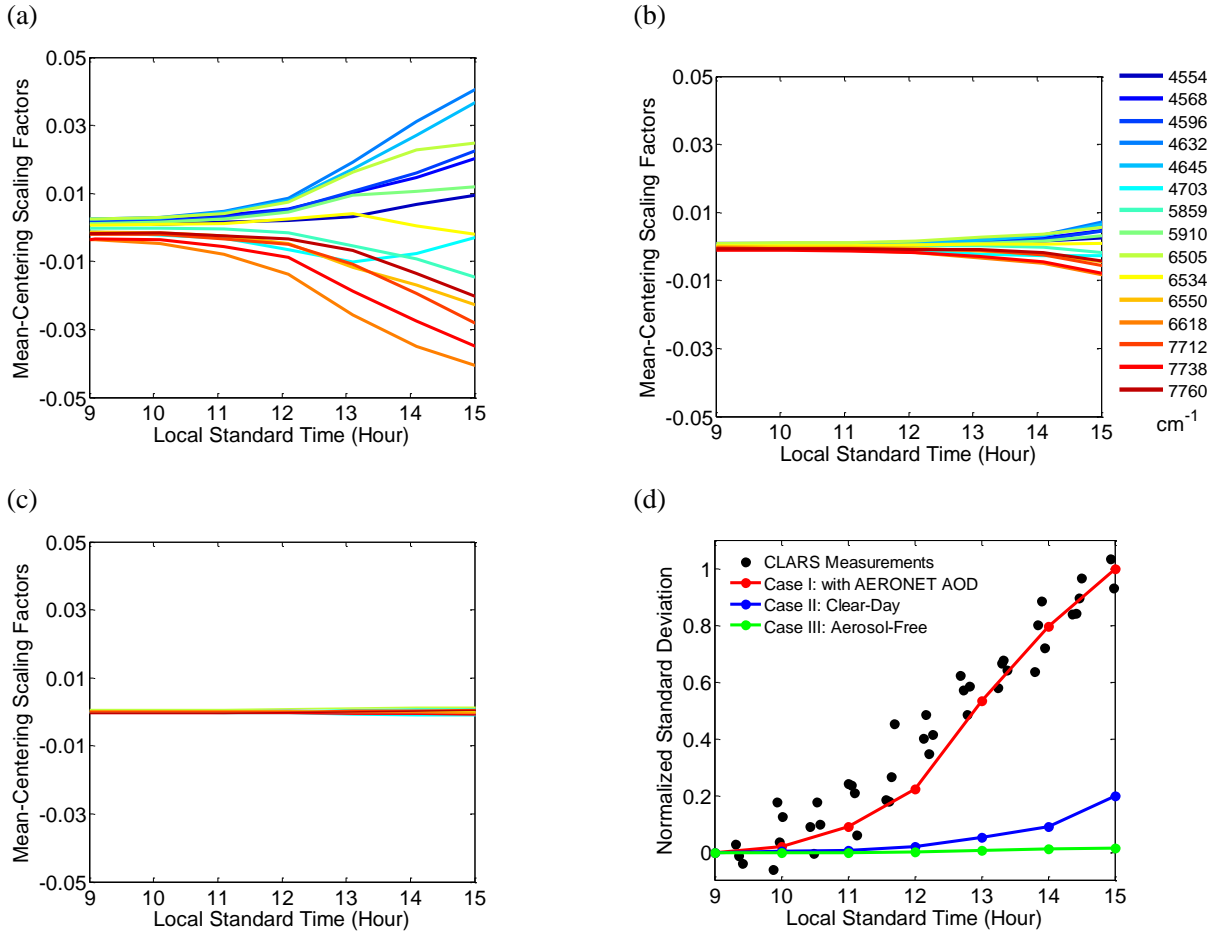 (a)
0.05
0.03
0.01
-0.01
-0.03
-0.05
Mean-Centering Scaling Factors
9 10 11 12 13 14 15
Local Standard Time (Hour)
(b)
0.05
0.03
0.01
-0.01
-0.03
-0.05
Mean-Centering Scaling Factors
9 10 11 12 13 14 15
Local Standard Time (Hour)
4554
4568
4596
4632
4645
4703
5859
5910
6505
6534
6550
6618
7712
7738
7760
cm-1
(c)
0.05
0.03
0.01
-0.01
-0.03
-0.05
Mean-Centering Scaling Factors
9 10 11 12 13 14 15
Local Standard Time (Hour)
(d)
1
0.8
0.6
0.4
0.2
0
Normalized Standard Deviation
CLARS Measurements
Case I: with AERONET AOD
Case II: Clear-Day
Case III: Aerosol-Free
9 10 11 12 13 14 15
Local Standard Time (Hour)